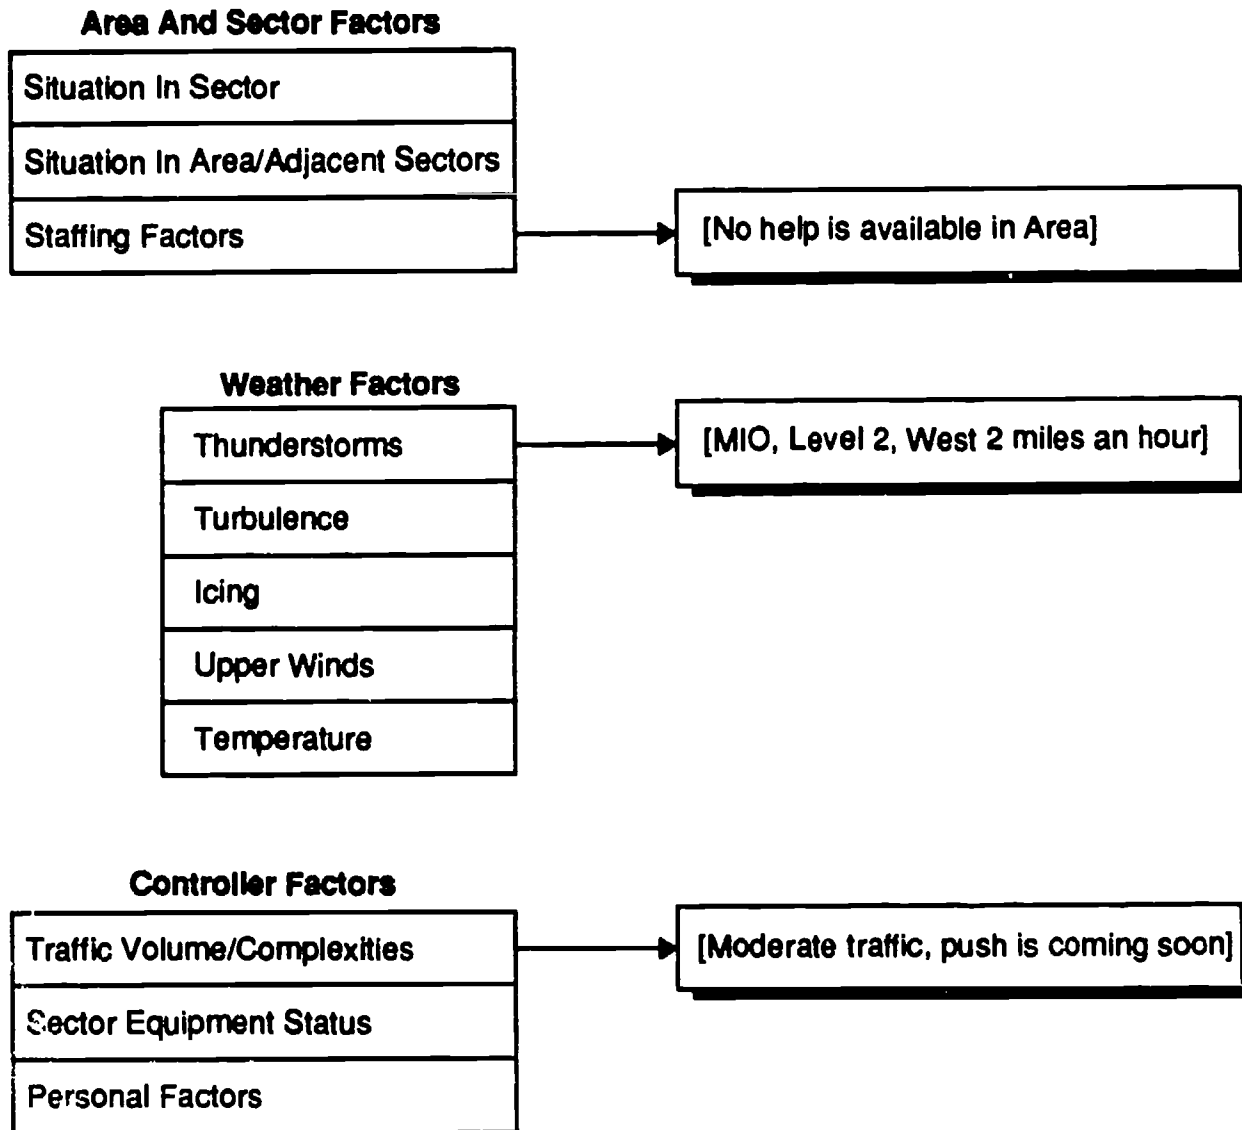 Area And Sector Factors
Situation In Sector
Situation In Area/Adjacent Sectors
Staffing Factors
[No help is available in Area]
Weather Factors
Thunderstorms
[MIO, Level 2, West 2 miles an hour]
Turbulence
Icing
Upper Winds
Temperature
Controller Factors
Traffic Volume/Complexities
[Moderate traffic, push is coming soon]
Sector Equipment Status
Personal Factors